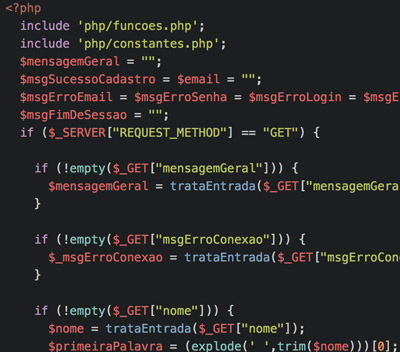 <?php
include 'php/funcoes.php';
include 'php/constantes.php';
$mensagemGeral = "";
$msgSucessoCadastro = $email = "";
$msgErroEmail = $msgErroSenha = $msgErroLogin = $msgE
$msgFimDeSessao = "";
if ($_SERVER["REQUEST_METHOD"] == "GET") {
if (!empty($_GET["mensagemGeral"])) {
$mensagemGeral = trataEntrada($_GET["mensagemGera
}
if (!empty($_GET["msgErroConexao"])) {
$_msgErroConexao = trataEntrada($_GET["msgErroCone
}
if (!empty($_GET["nome"])) {
$nome = trataEntrada($_GET["nome"]);
$primeiraPalavra = (explode(' ',trim($nome)))[0];